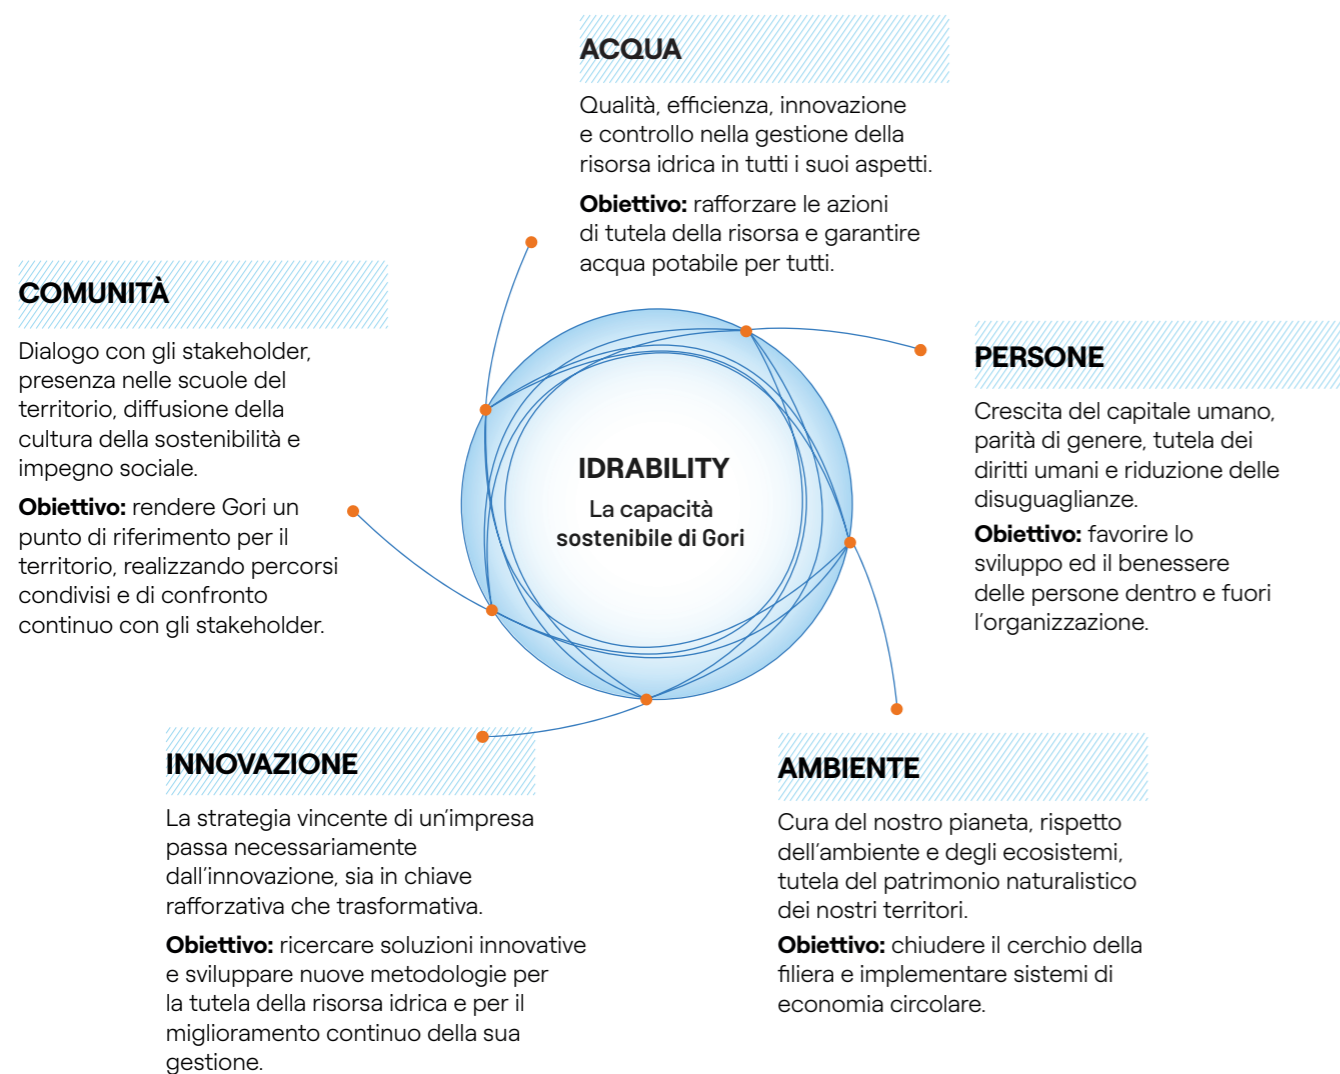 ACQUA
Qualità, efficienza, innovazione
e controllo nella gestione della
risorsa idrica in tutti i suoi aspetti.
Obiettivo: rafforzare le azioni
di tutela della risorsa e garantire
acqua potabile per tutti.
COMUNITÀ
Dialogo con gli stakeholder,
presenza nelle scuole del
territorio, diffusione della
cultura della sostenibilità e
impegno sociale.
Obiettivo: rendere Gori un
punto di riferimento per il
territorio, realizzando percorsi
condivisi e di confronto
continuo con gli stakeholder.
IDRABILITY
La capacità
sostenibile di Gori
PERSONE
Crescita del capitale umano,
parità di genere, tutela dei
diritti umani e riduzione delle
disuguaglianze.
Obiettivo: favorire lo
sviluppo ed il benessere
delle persone dentro e fuori
l'organizzazione.
INNOVAZIONE
La strategia vincente di un'impresa
passa necessariamente
dall'innovazione, sia in chiave
rafforzativa che trasformativa.
Obiettivo: ricercare soluzioni innovative
e sviluppare nuove metodologie per
la tutela della risorsa idrica e per il
miglioramento continuo della sua
gestione.
AMBIENTE
Cura del nostro pianeta, rispetto
dell'ambiente e degli ecosistemi,
tutela del patrimonio naturalistico
dei nostri territori.
Obiettivo: chiudere il cerchio della
filiera e implementare sistemi di
economia circolare.